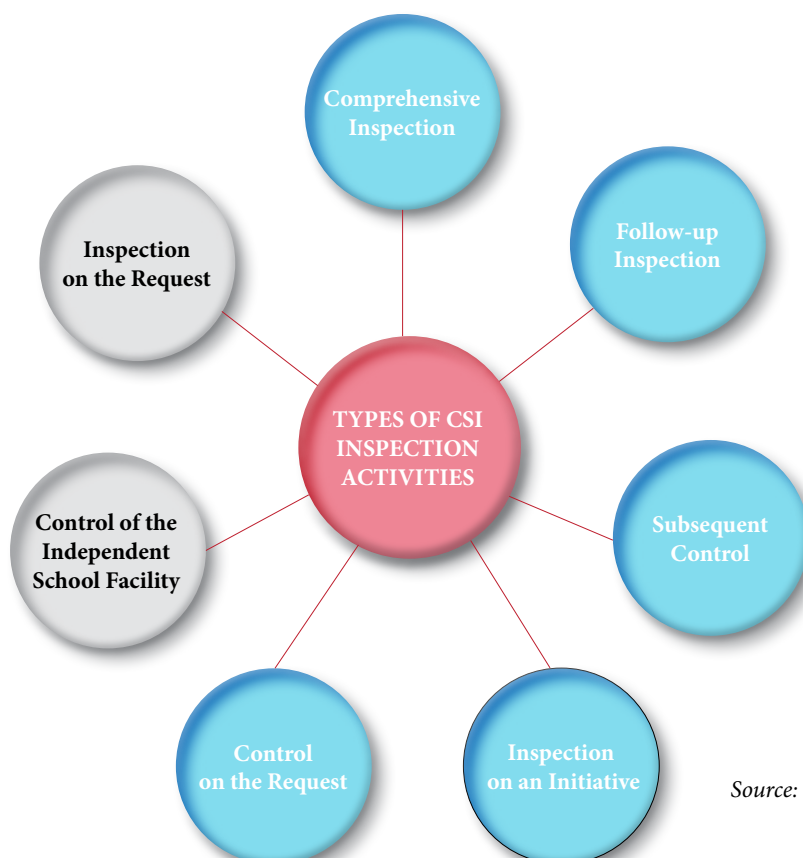 Comprehensive
Inspection
Follow-up
Inspection
Inspection
on the Request
TYPES OF CSI
INSPECTION
ACTIVITIES
Subsequent
Control
Control of the
Independent
School Facility
Control
on the Request
Inspection
on an Initiative
Source: